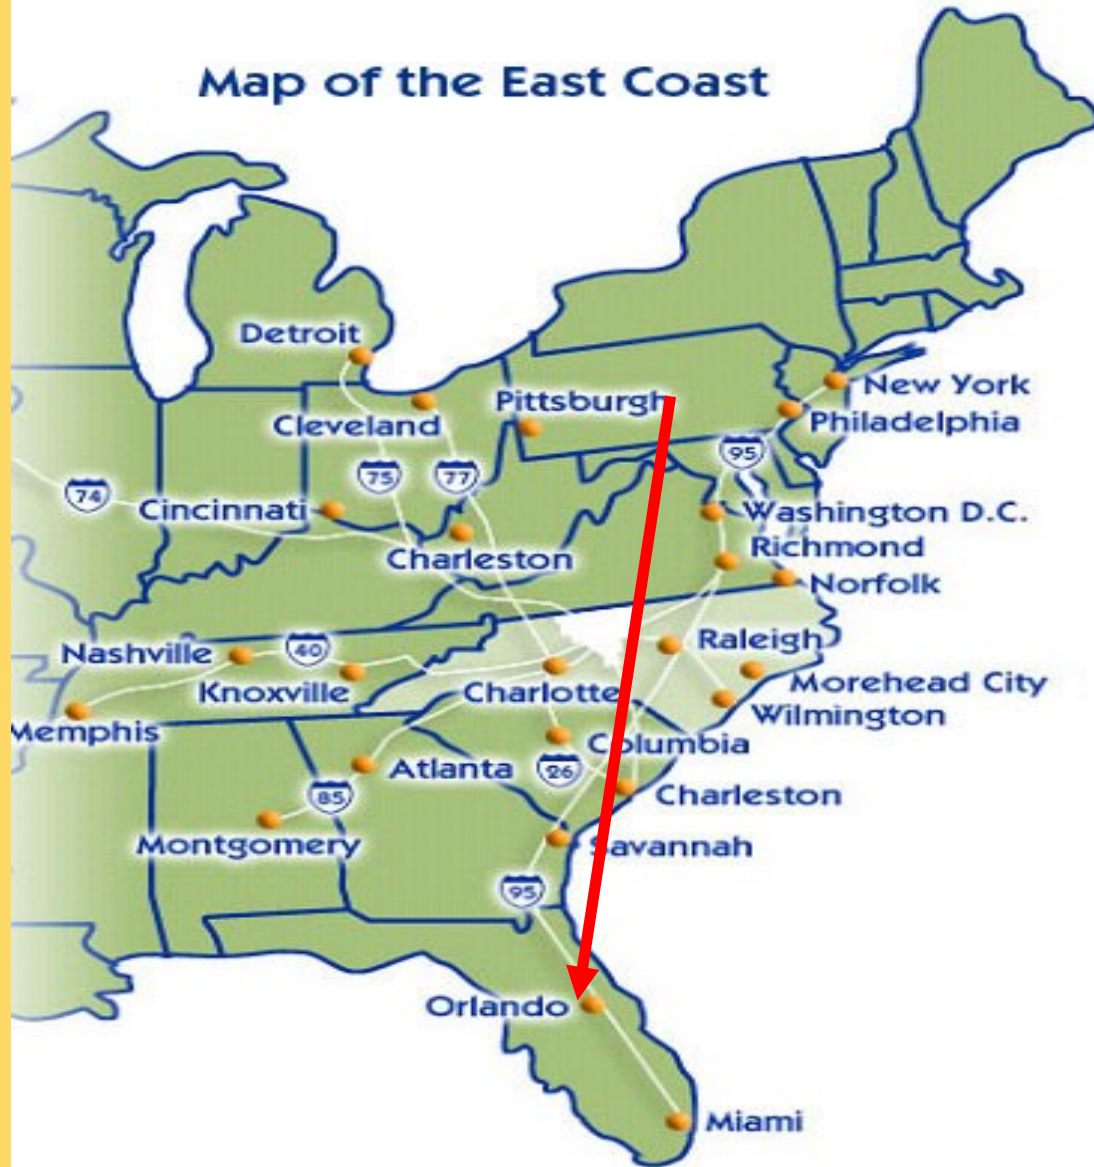 Map of the East Coast
Detroit
New York
Pittsburgh
Philadelphia
Cleveland
95
75
77
74
Cincinnati
Washington D.C.
Charleston
Richmond
Norfolk
Raleigh
Nashville
40
Knoxville
Charlotte
Morehead City
Wilmington
Memphis
Columbia
Atlanta
26
85
Charleston
Montgomery
Savannah
95
Orlando
Miami